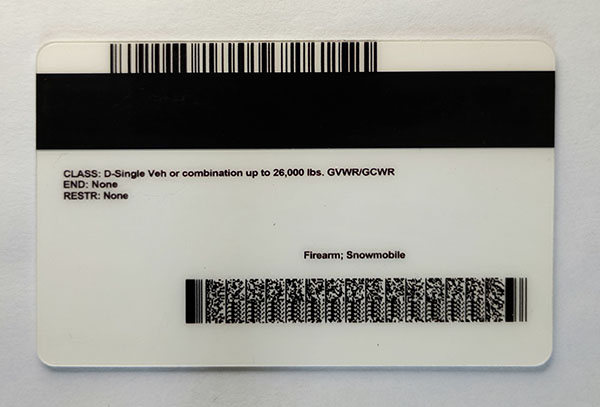 CLASS: D-Single Veh or combination up to 26,000 lbs. GVWR/GCWR
END: None
RESTR: None
Firearm; Snowmobile